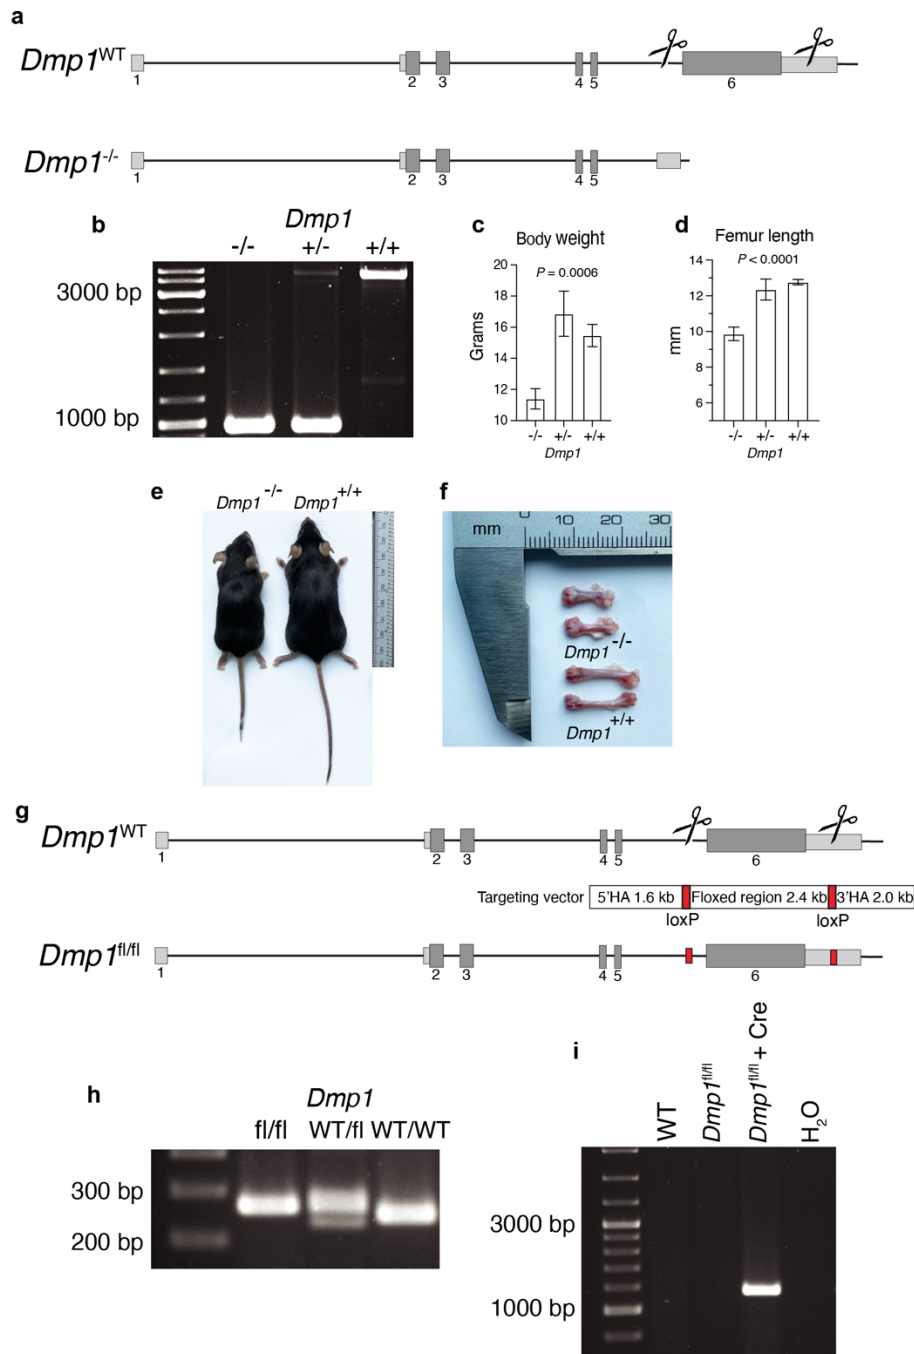 a
Dmp1WT
1 2 3 4 5 6
Dmp1-/-
1 2 3 4 5
b
Dmp1
-/- +/- +/+
3000 bp
1000 bp
c
Body weight
P = 0.0006
Grams
20
18
16
14
12
10
-/- +/- +/+
Dmp1
d
Femur length
P < 0.0001
mm
14
12
10
8
6
-/- +/- +/+
Dmp1
e
Dmp1-/- Dmp1+/+
f
mm 0 10 20 30
Dmp1-/-
Dmp1+/+
g
Dmp1WT
1 2 3 4 5 6
Targeting vector 5'HA 1.6 kb Floxed region 2.4 kb 3'HA 2.0 kb
loxP loxP
Dmp1fl/fl
1 2 3 4 5 6
h
Dmp1
fl/fl WT/fl WT/WT
300 bp
200 bp
i
WT
Dmp1fl/fl
Dmp1fl/fl + Cre
H2O
3000 bp
1000 bp